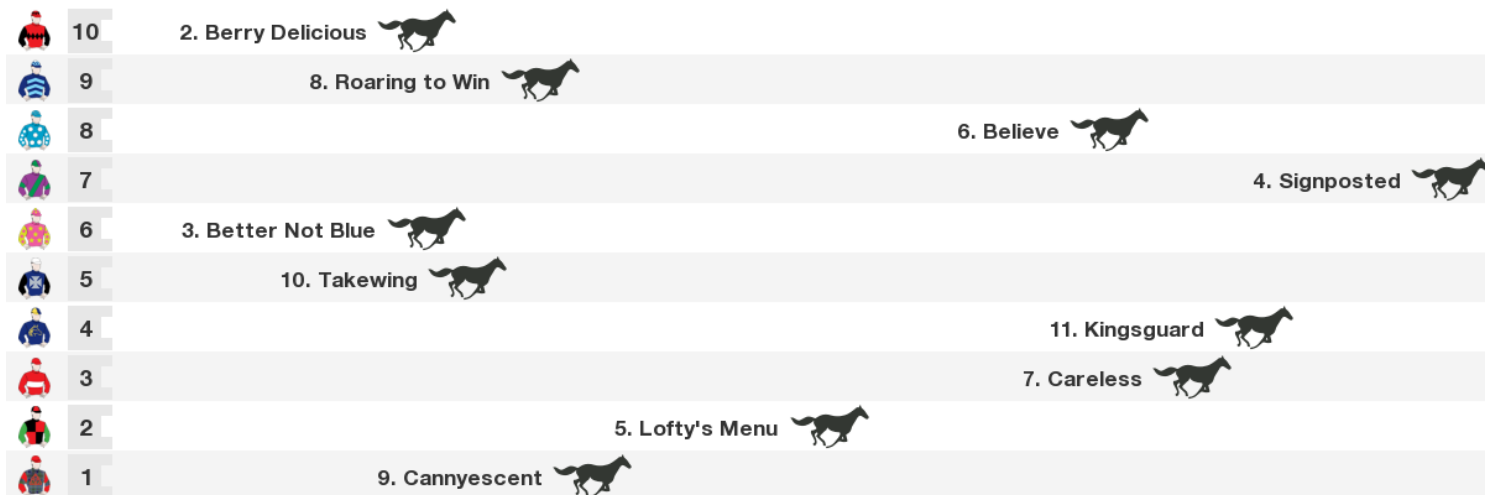 10 2. Berry Delicious
9 8. Roaring to Win
8 6. Believe
7 4. Signposted
6 3. Better Not Blue
5 10. Takewing
4 11. Kingsguard
3 7. Careless
2 5. Lofty's Menu
1 9. Cannyescent